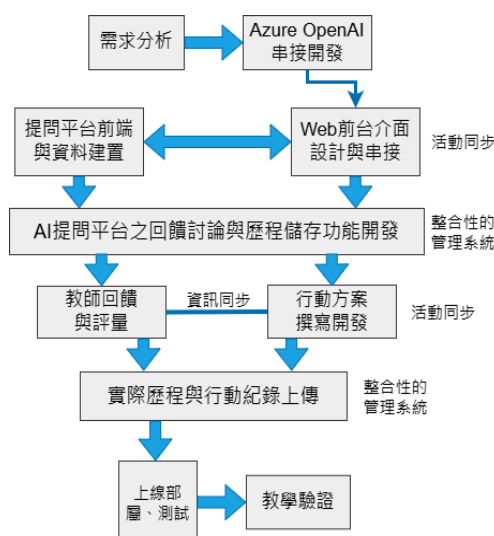 需求分析
Azure OpenAI
串接開發
提問平台前端
與資料建置
Web前台介面
設計與串接
活動同步
AI提問平台之回饋討論與歷程儲存功能開發
整合性的
管理系統
教師回饋
與評量
資訊同步
行動方案
撰寫開發
活動同步
實際歷程與行動紀錄上傳
整合性的
管理系統
上線部
屬、測試
教學驗證